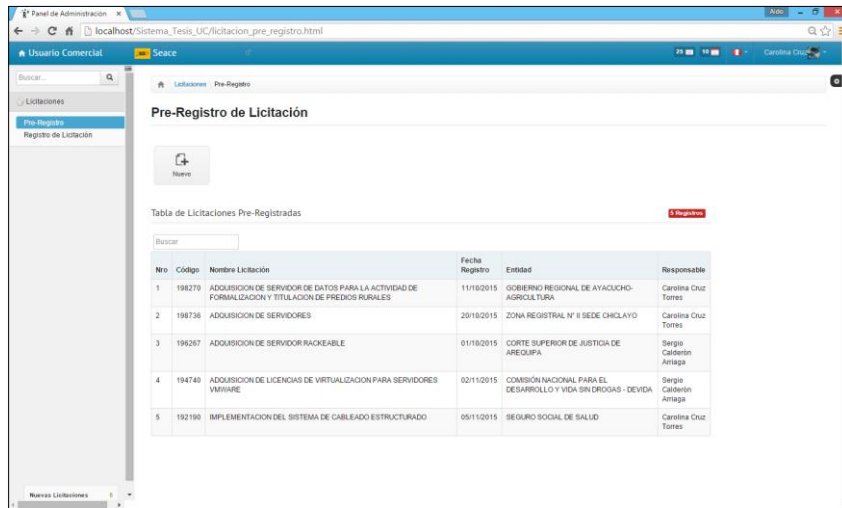 Panel de Administración
Aldo
localhost/Sistema_Tesis_UC/licitacion_pre_registro.html
Usuario Comercial
Seace
Carolina Cruz
Buscar...
Licitaciones
Pre-Registro
Registro de Licitación
Licitaciones Pre-Registro
Pre-Registro de Licitación
Nuevo
Tabla de Licitaciones Pre-Registradas
5 Registros
Buscar
Nro Código Nombre Licitación Fecha Registro Entidad Responsable
1 198270 ADQUISICION DE SERVIDOR DE DATOS PARA LA ACTIVIDAD DE FORMALIZACION Y TITULACION DE PREDIOS RURALES 11/10/2015 GOBIERNO REGIONAL DE AYACUCHO-AGRICULTURA Carolina Cruz Torres
2 198736 ADQUISICION DE SERVIDORES 20/10/2015 ZONA REGISTRAL N° II SEDE CHICLAYO Carolina Cruz Torres
3 196267 ADQUISICION DE SERVIDOR RACKEABLE 01/10/2015 CORTE SUPERIOR DE JUSTICIA DE AREQUIPA Sergio Calderón Arriaga
4 194740 ADQUISICION DE LICENCIAS DE VIRTUALIZACION PARA SERVIDORES VMWARE 02/11/2015 COMISIÓN NACIONAL PARA EL DESARROLLO Y VIDA SIN DROGAS - DEVIDA Sergio Calderón Arriaga
5 192190 IMPLEMENTACION DEL SISTEMA DE CABLEADO ESTRUCTURADO 05/11/2015 SEGURO SOCIAL DE SALUD Carolina Cruz Torres
Nuevas Licitaciones